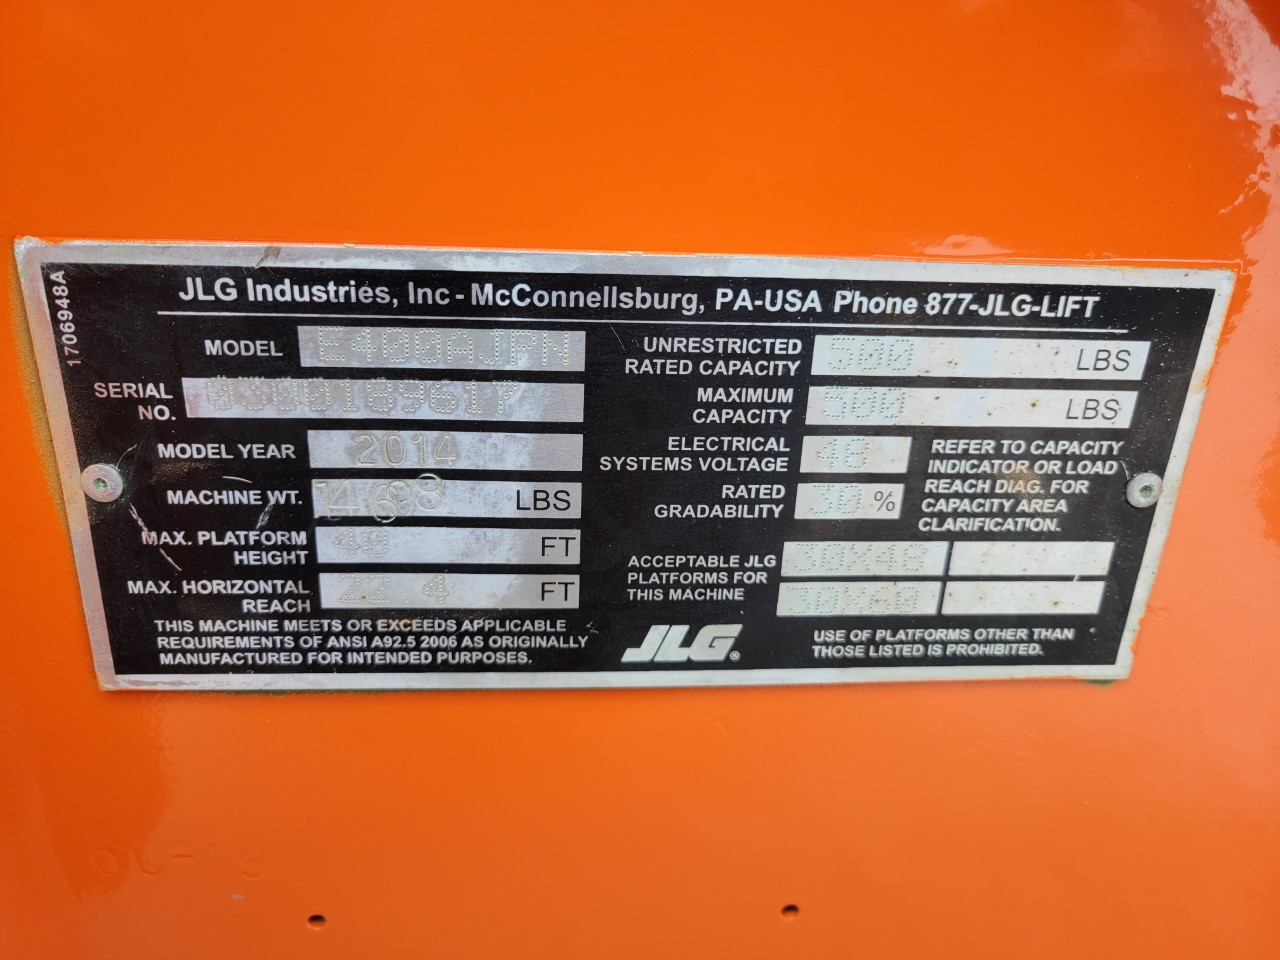 1706948A
JLG Industries, Inc - McConnellsburg, PA-USA Phone 877-JLG-LIFT
MODEL E400AJPN
SERIAL
NO.
MODEL YEAR 2014
MACHINE WT. LBS
MAX. PLATFORM
HEIGHT 40 FT
MAX. HORIZONTAL
REACH 22 4 FT
THIS MACHINE MEETS OR EXCEEDS APPLICABLE
REQUIREMENTS OF ANSI A92.5 2006 AS ORIGINALLY
MANUFACTURED FOR INTENDED PURPOSES.
UNRESTRICTED
RATED CAPACITY 500 LBS
MAXIMUM
CAPACITY 500 LBS
ELECTRICAL
SYSTEMS VOLTAGE 48
RATED
GRADABILITY 30 %
REFER TO CAPACITY
INDICATOR OR LOAD
REACH DIAG. FOR
CAPACITY AREA
CLARIFICATION.
ACCEPTABLE JLG
PLATFORMS FOR
THIS MACHINE
30X48
30X60
JLG®
USE OF PLATFORMS OTHER THAN
THOSE LISTED IS PROHIBITED.